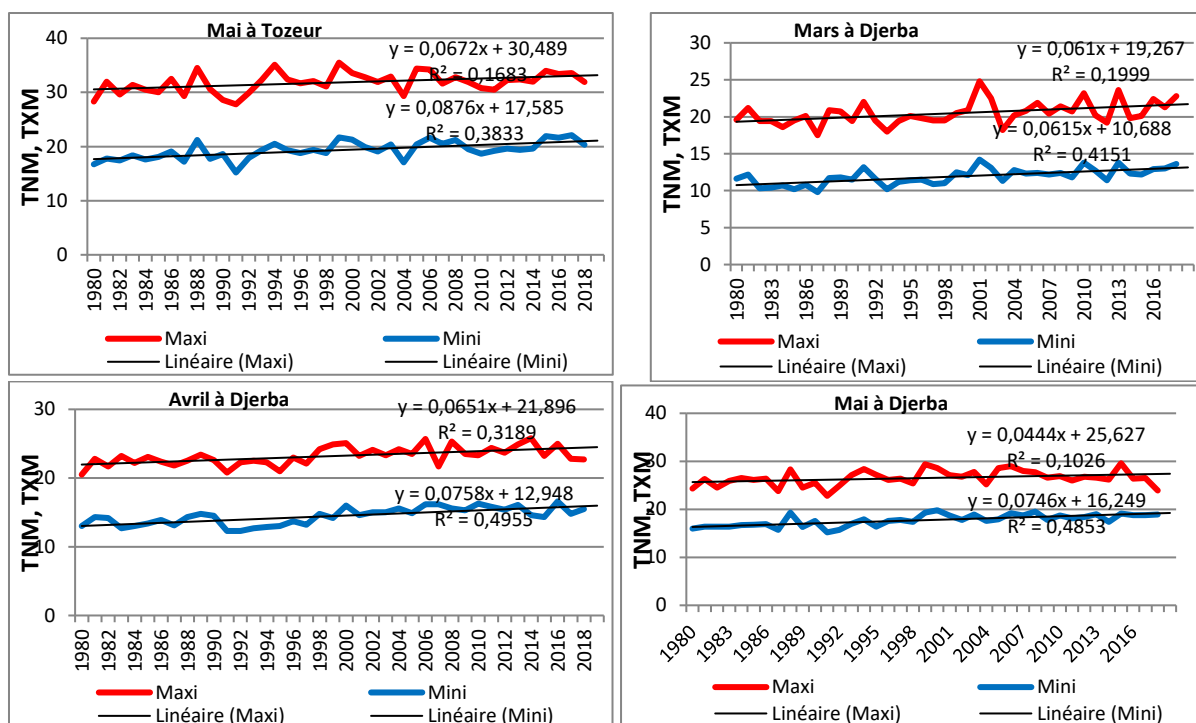 Mai à Tozeur
y = 0,0672x + 30,489
R² = 0,1683
y = 0,0876x + 17,585
R² = 0,3833
TNM, TXM
40
30
20
10
0
1980
1982
1984
1986
1988
1990
1992
1994
1996
1998
2000
2002
2004
2006
2008
2010
2012
2014
2016
2018
Maxi
Mini
Linéaire (Maxi)
Linéaire (Mini)
Mars à Djerba
y = 0,061x + 19,267
R² = 0,1999
y = 0,0615x + 10,688
R² = 0,4151
TNM, TXM
30
25
20
15
10
5
0
1980
1983
1986
1989
1992
1995
1998
2001
2004
2007
2010
2013
2016
Maxi
Mini
Linéaire (Maxi)
Linéaire (Mini)
Avril à Djerba
y = 0,0651x + 21,896
R² = 0,3189
y = 0,0758x + 12,948
R² = 0,4955
TNM, TXM
30
20
10
0
1980
1982
1984
1986
1988
1990
1992
1994
1996
1998
2000
2002
2004
2006
2008
2010
2012
2014
2016
2018
Maxi
Mini
Linéaire (Maxi)
Linéaire (Mini)
Mai à Djerba
y = 0,0444x + 25,627
R² = 0,1026
y = 0,0746x + 16,249
R² = 0,4853
TNM, TXM
40
30
20
10
0
1980
1983
1986
1989
1992
1995
1998
2001
2004
2007
2010
2013
2016
Maxi
Mini
Linéaire (Maxi)
Linéaire (Mini)